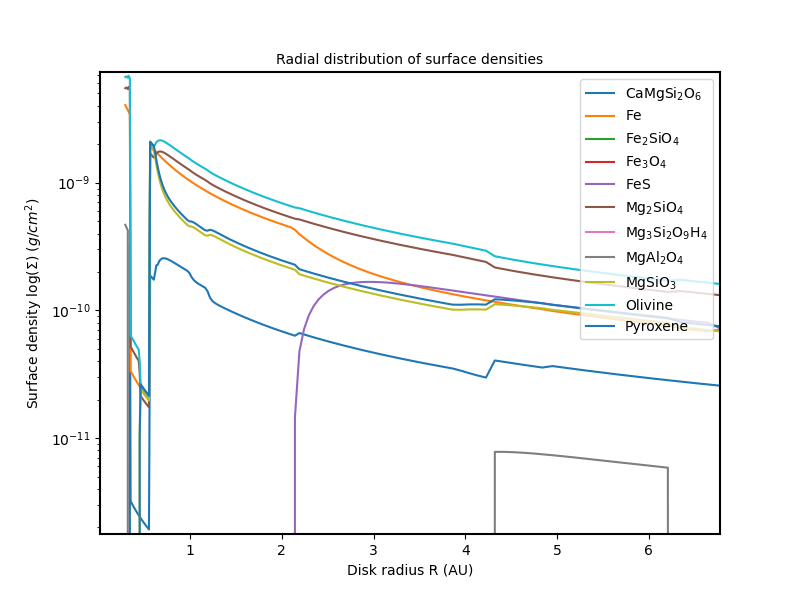 Radial distribution of surface densities
Surface density log(Σ) (g/cm²)
10⁻⁹
10⁻¹⁰
10⁻¹¹
CaMgSi₂O₆
Fe
Fe₂SiO₄
Fe₃O₄
FeS
Mg₂SiO₄
Mg₃Si₂O₉H₄
MgAl₂O₄
MgSiO₃
Olivine
Pyroxene
1 2 3 4 5 6
Disk radius R (AU)